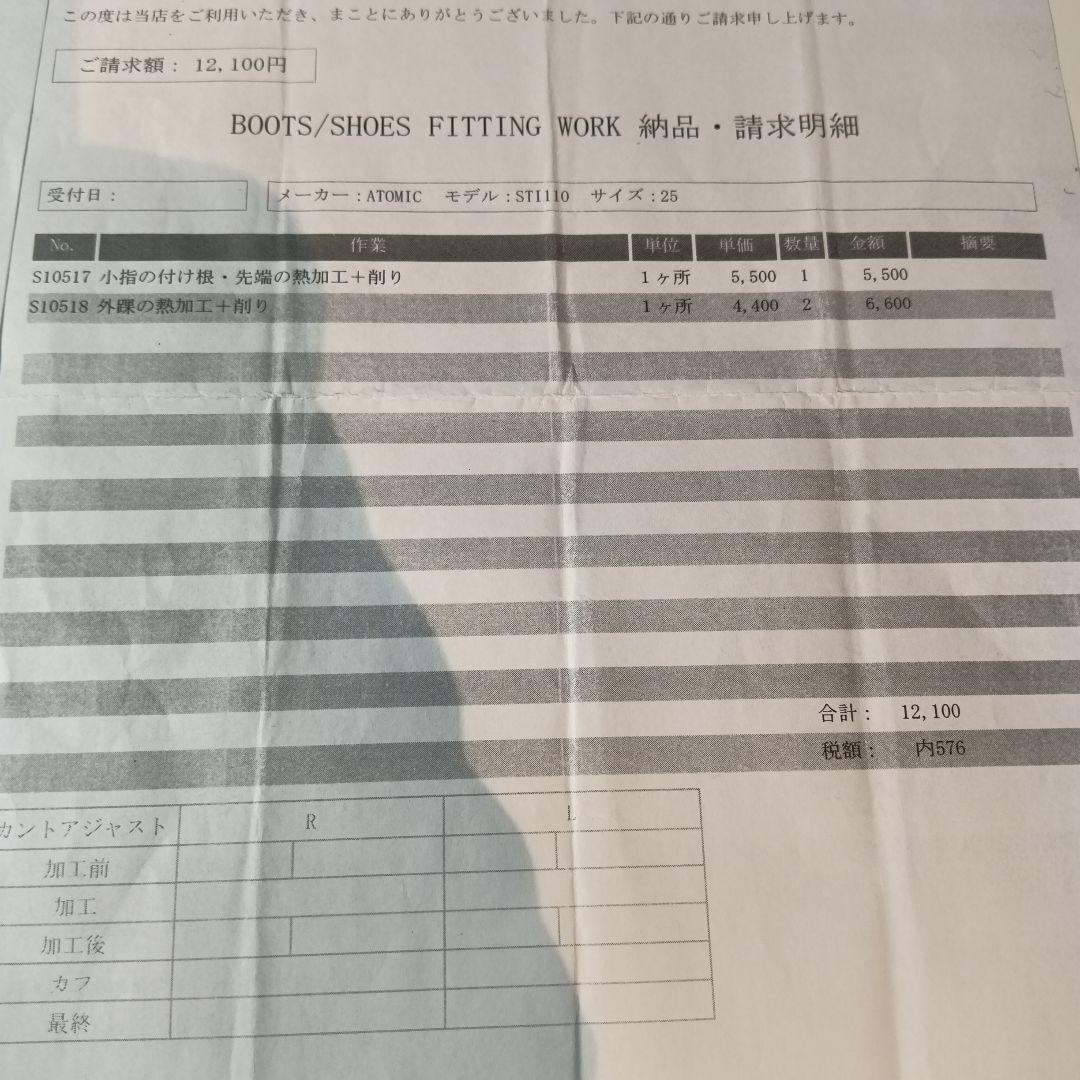 この度は当店をご利用いただき、まことにありがとうございました。下記の通りご請求申し上げます。
ご請求額： 12,100円
BOOTS/SHOES FITTING WORK 納品・請求明細
受付日：
メーカー：ATOMIC モデル：STI110 サイズ：25
No. 作業 単位 単価 数量 金額 摘要
S10517 小指の付け根・先端の熱加工＋削り 1ヶ所 5,500 1 5,500
S10518 外踝の熱加工＋削り 1ヶ所 4,400 2 6,600
合計： 12,100
税額： 内576
カントアジャスト R L
加工前
加工
加工後
カフ
最終